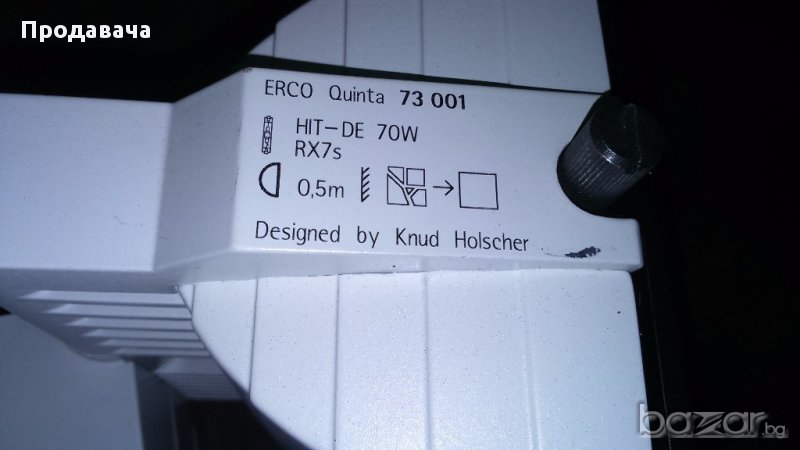 Продавача
ERCO Quinta 73 001
HIT-DE 70W
RX7s
0,5m
Designed by Knud Holscher
bazar.bg